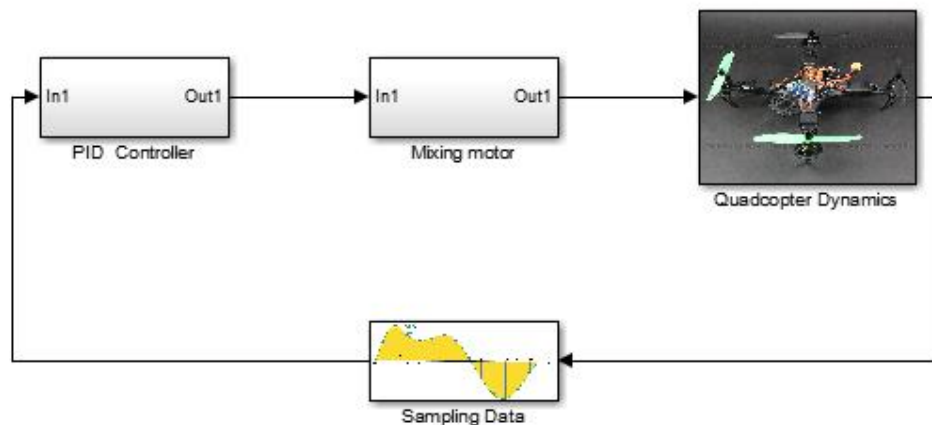 In1
Out1
PID  Controller
In1
Out1
Mixing motor
Quadcopter Dynamics
Sampling Data